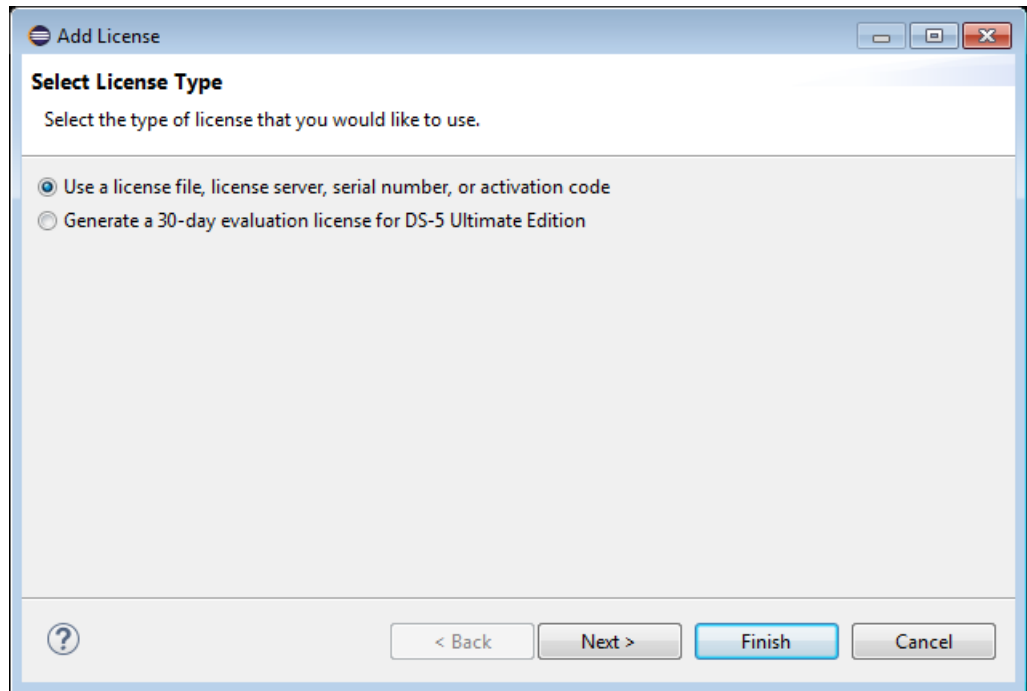 Add License
Select License Type
Select the type of license that you would like to use.
Use a license file, license server, serial number, or activation code
Generate a 30-day evaluation license for DS-5 Ultimate Edition
?
< Back
Next >
Finish
Cancel